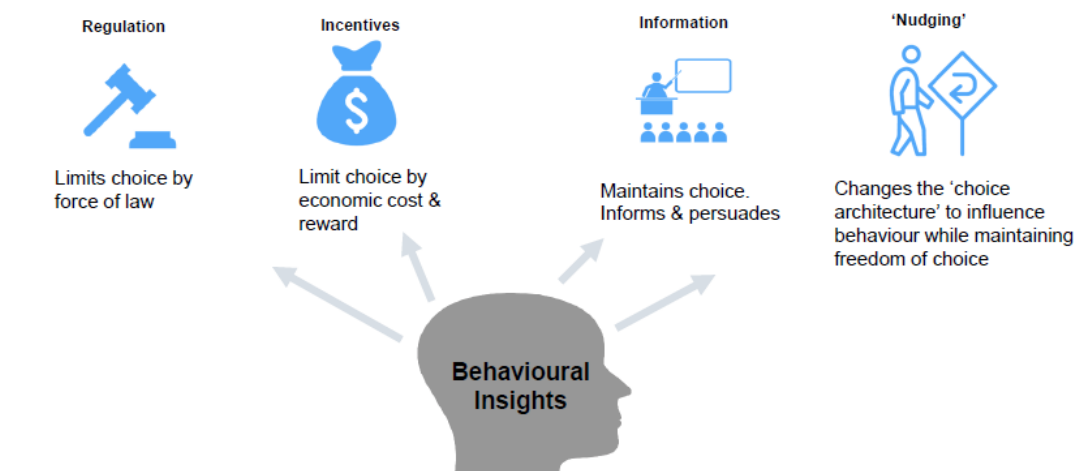 Regulation
Limits choice by
force of law
Incentives
$
Limit choice by
economic cost &
reward
Information
Maintains choice.
Informs & persuades
‘Nudging’
Changes the ‘choice
architecture’ to influence
behaviour while maintaining
freedom of choice
Behavioural
Insights